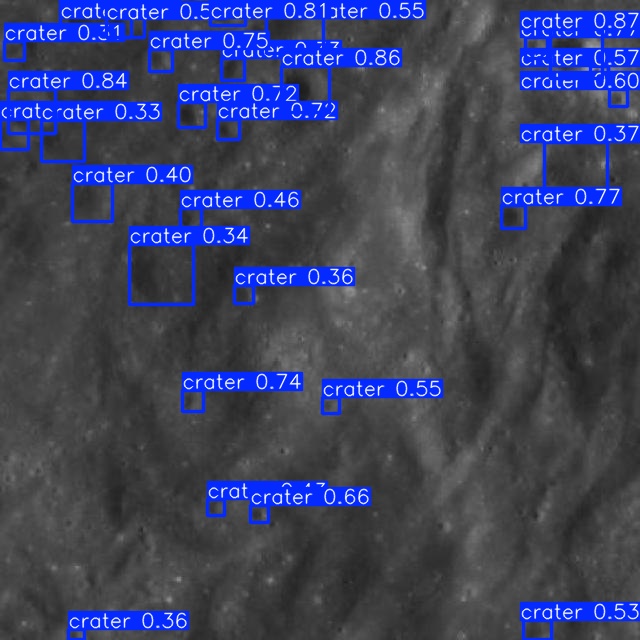 crater 0.81
crater 0.87
crater 0.75
crater 0.57
crater 0.86
crater 0.84
crater 0.60
crater 0.72
crater 0.33
crater 0.72
crater 0.37
crater 0.40
crater 0.46
crater 0.77
crater 0.34
crater 0.36
crater 0.74
crater 0.55
crater 0.66
crater 0.36
crater 0.53